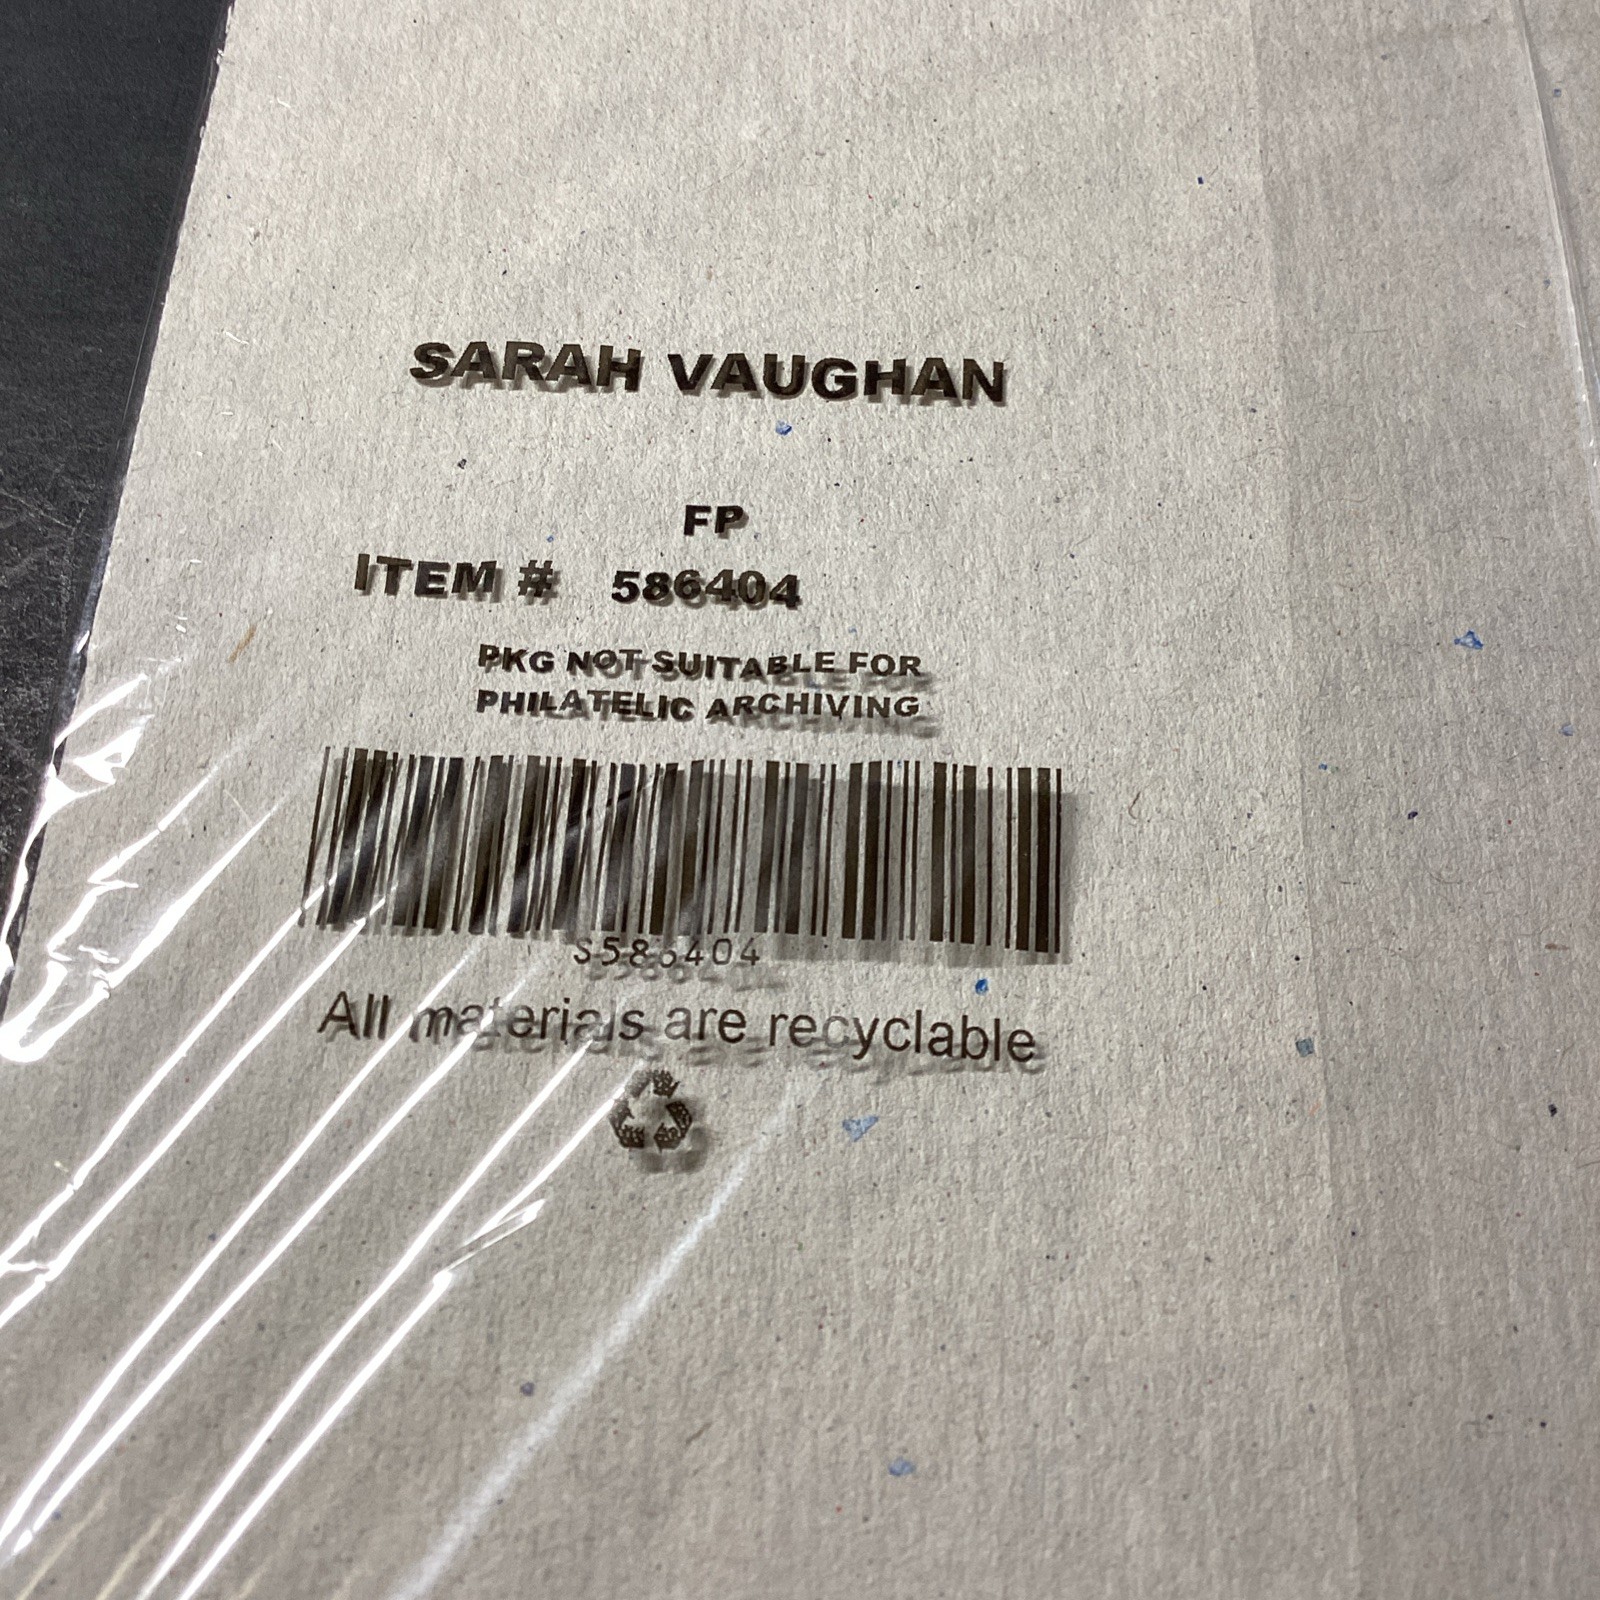 SARAH VAUGHAN
FP
ITEM # 586404
PKG NOT SUITABLE FOR
PHILATELIC ARCHIVING
S586404
All materials are recyclable